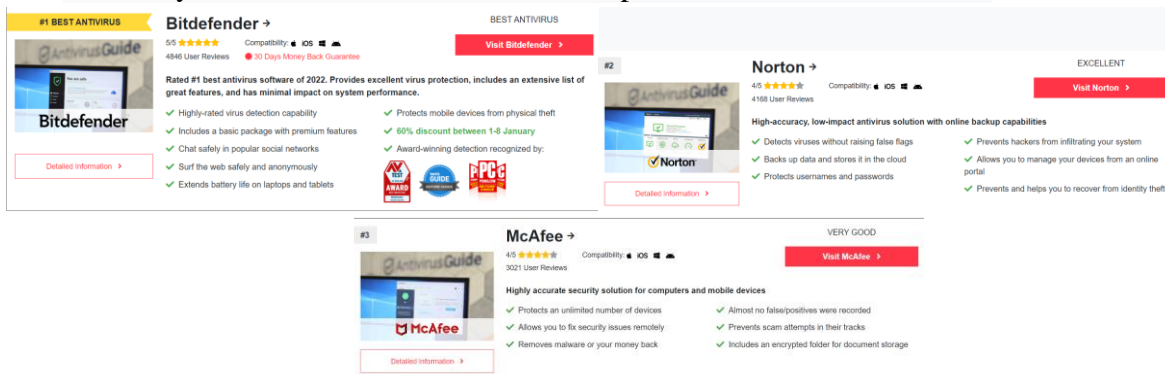 #1 BEST ANTIVIRUS
Bitdefender →
BEST ANTIVIRUS
5/5
Compatibility:
iOS
4846 User Reviews
30 Days Money Back Guarantee
Visit Bitdefender >
AntivirusGuide
Bitdefender
Detailed Information >
Rated #1 best antivirus software of 2022. Provides excellent virus protection, includes an extensive list of
great features, and has minimal impact on system performance.
✓ Highly-rated virus detection capability
✓ Includes a basic package with premium features
✓ Chat safely in popular social networks
✓ Surf the web safely and anonymously
✓ Extends battery life on laptops and tablets
✓ Protects mobile devices from physical theft
✓ 60% discount between 1-8 January
✓ Award-winning detection recognized by:
AV
TEST
AWARD
GUIDE
PC
#2
Norton →
EXCELLENT
4/5
Compatibility:
iOS
4168 User Reviews
Visit Norton >
AntivirusGuide
Norton
Detailed Information >
High-accuracy, low-impact antivirus solution with online backup capabilities
✓ Detects viruses without raising false flags
✓ Backs up data and stores it in the cloud
✓ Protects usernames and passwords
✓ Prevents hackers from infiltrating your system
✓ Allows you to manage your devices from an online
portal
✓ Prevents and helps you to recover from identity theft
#3
McAfee →
VERY GOOD
4/5
Compatibility:
iOS
3021 User Reviews
Visit McAfee >
AntivirusGuide
McAfee
Detailed Information >
Highly accurate security solution for computers and mobile devices
✓ Protects an unlimited number of devices
✓ Allows you to fix security issues remotely
✓ Removes malware or your money back
✓ Almost no false/positives were recorded
✓ Prevents scam attempts in their tracks
✓ Includes an encrypted folder for document storage